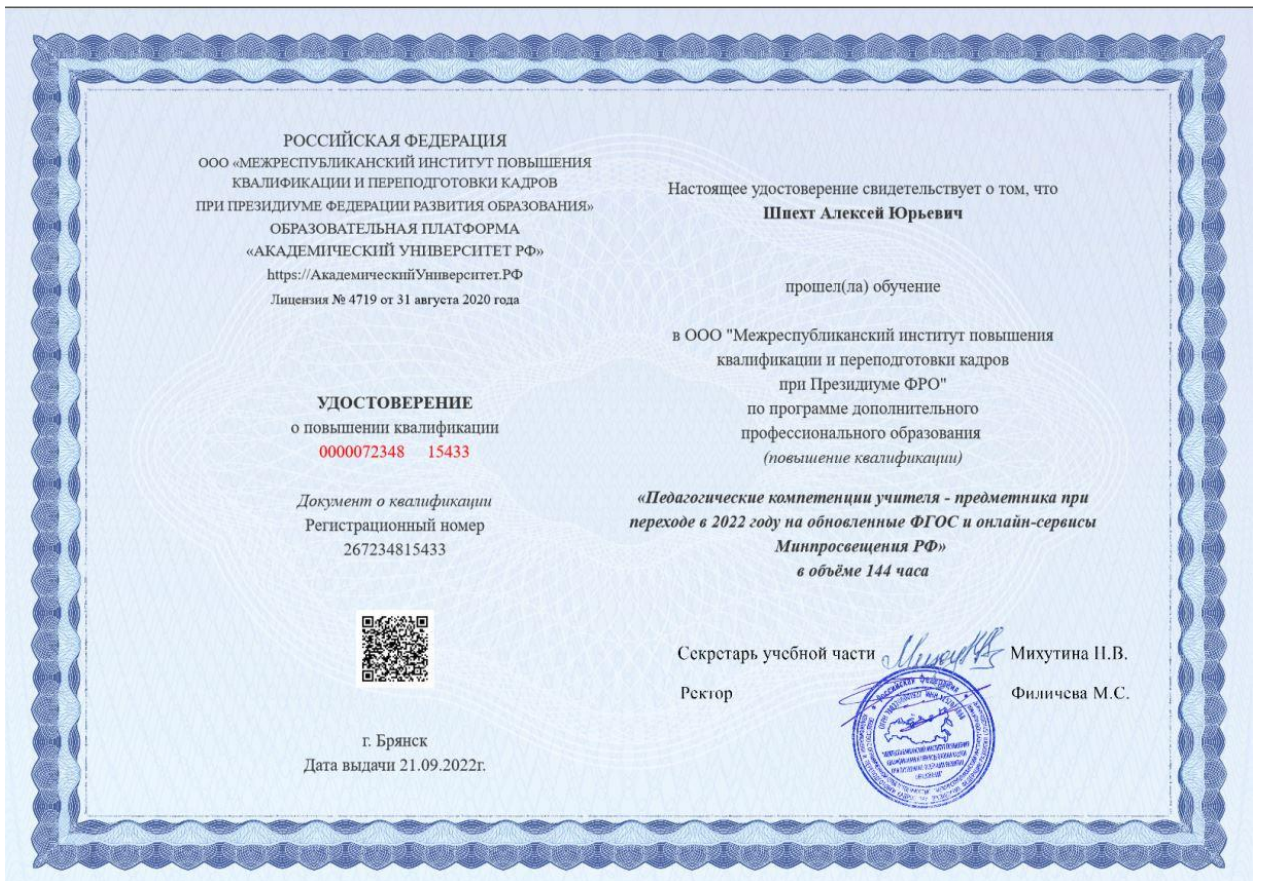 РОССИЙСКАЯ ФЕДЕРАЦИЯ
ООО «МЕЖРЕСПУБЛИКАНСКИЙ ИНСТИТУТ ПОВЫШЕНИЯ
КВАЛИФИКАЦИИ И ПЕРЕПОДГОТОВКИ КАДРОВ
ПРИ ПРЕЗИДИУМЕ ФЕДЕРАЦИИ РАЗВИТИЯ ОБРАЗОВАНИЯ»
ОБРАЗОВАТЕЛЬНАЯ ПЛАТФОРМА
«АКАДЕМИЧЕСКИЙ УНИВЕРСИТЕТ РФ»
https://АкадемическийУниверситет.РФ
Лицензия № 4719 от 31 августа 2020 года
УДОСТОВЕРЕНИЕ
о повышении квалификации
0000072348 15433
Документ о квалификации
Регистрационный номер
267234815433
г. Брянск
Дата выдачи 21.09.2022г.
Настоящее удостоверение свидетельствует о том, что
Шпехт Алексей Юрьевич
прошел(ла) обучение
в ООО "Межреспубликанский институт повышения
квалификации и переподготовки кадров
при Президиуме ФРО"
по программе дополнительного
профессионального образования
(повышение квалификации)
«Педагогические компетенции учителя - предметника при
переходе в 2022 году на обновленные ФГОС и онлайн-сервисы
Минпросвещения РФ»
в объёме 144 часа
Секретарь учебной части Михутина Н.В.
Ректор Филичева М.С.
Российская Федерация